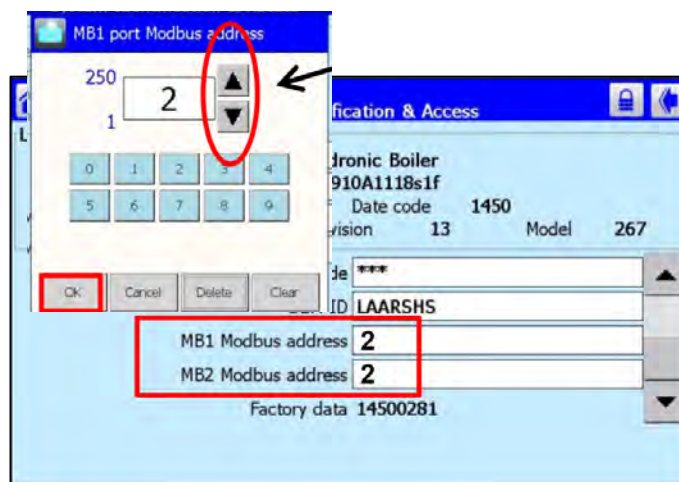 MB1 port Modbus address
250
2
1
0 1 2 3 4
5 6 7 8 9
OK Cancel Delete Clear
fication & Access
dronic Boiler
910A1118s1f
Date code 1450
vision 13 Model 267
de ***
ID LAARSHS
MB1 Modbus address 2
MB2 Modbus address 2
Factory data 14500281